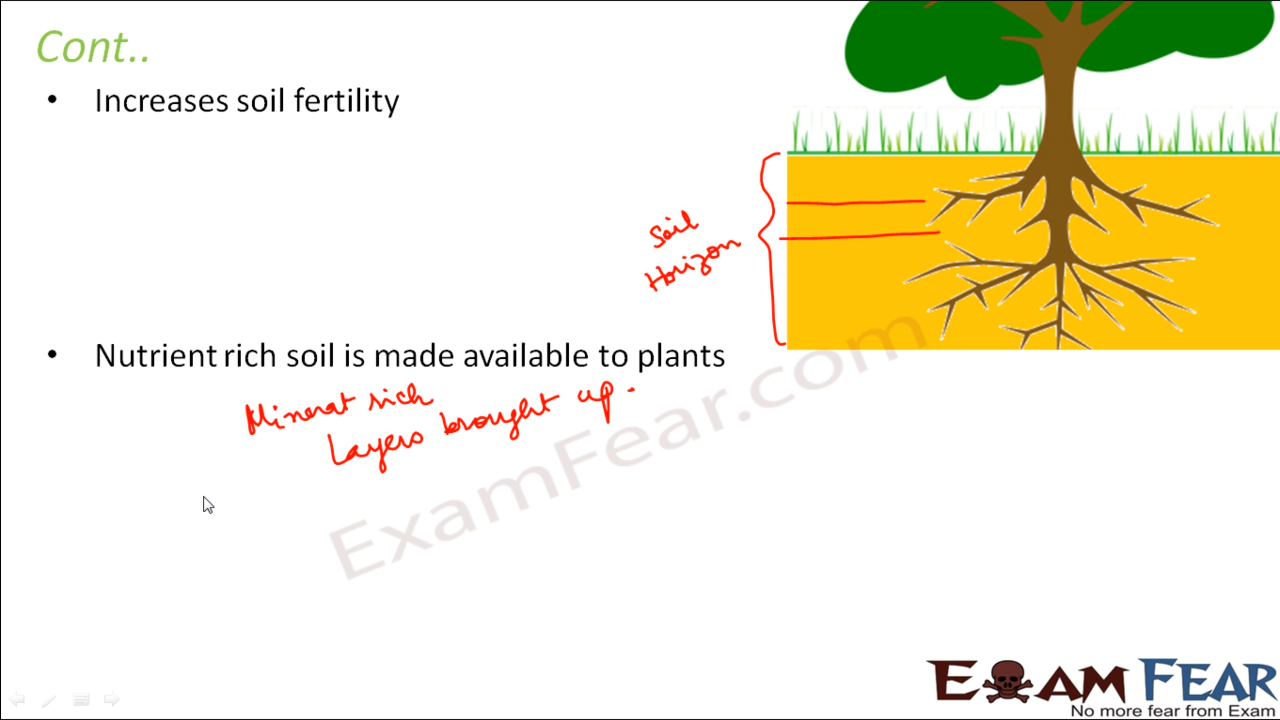 Cont..
• Increases soil fertility
Soil
Horizon
• Nutrient rich soil is made available to plants
Mineral rich
Layers brought up.
ExamFear.com
EXAM FEAR
No more fear from Exam